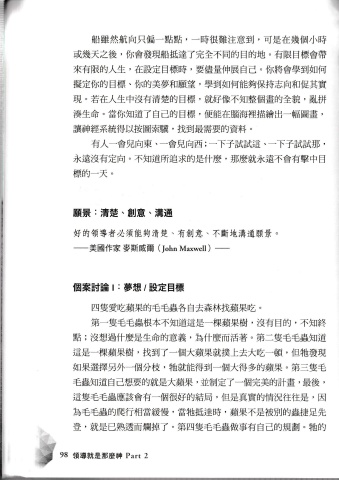 船雖然航向只偏一點點，一時很難注意到，可是在幾個小時
或幾天之後，你會發現船抵達了完全不同的目的地。有限目標會帶
來有限的人生，在設定目標時，要儘量伸展自己。你將會學到如何
擬定你的目標、你的美夢和願望，學到如何能夠保持志向和促其實
現。若在人生中沒有清楚的目標，就好像不知整個畫的全貌，亂拼
湊生命。當你知道了自己的目標，便能在腦海裡描繪出一幅圖畫，
讓神經系統得以按圖索驥，找到最需要的資料。
有人一會兒向東、一會兒向西；一下子試試這、一下子試試那，
永遠沒有定向。不知道所追求的是什麼，那麼就永遠不會有擊中目
標的一天。
願景：清楚、創意、溝通
好的領導者必須能夠清楚、有創意、不斷地溝通願景。
——美國作家 麥斯威爾（John Maxwell）——
個案討論 I：夢想 / 設定目標
四隻愛吃蘋果的毛毛蟲各自去森林找蘋果吃。
第一隻毛毛蟲根本不知道這是一棵蘋果樹，沒有目的，不知終
點；沒想過什麼是生命的意義，為什麼而活著。第二隻毛毛蟲知道
這是一棵蘋果樹，找到了一個大蘋果就撲上去大吃一頓，但牠發現
如果選擇另外一個分枝，牠就能得到一個大得多的蘋果。第三隻毛
毛蟲知道自己想要的就是大蘋果，並制定了一個完美的計畫，最後，
這隻毛毛蟲應該會有一個很好的結局，但是真實的情況往往是，因
為毛毛蟲的爬行相當緩慢，當牠抵達時，蘋果不是被別的蟲捷足先
登，就是已熟透而爛掉了。第四隻毛毛蟲做事有自己的規劃。牠的
98 領導就是那麼神 Part 2